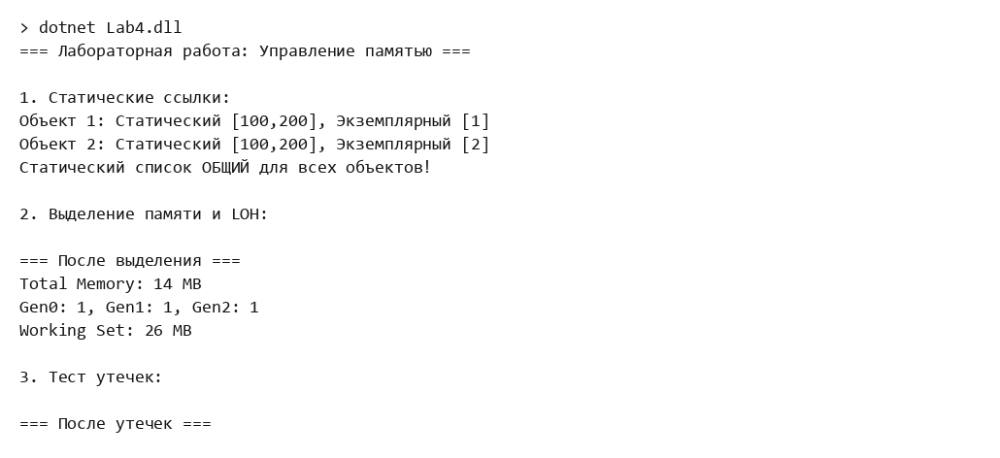 > dotnet Lab4.dll
=== Лабораторная работа: Управление памятью ===
1. Статические ссылки:
Объект 1: Статический [100,200], Экземплярный [1]
Объект 2: Статический [100,200], Экземплярный [2]
Статический список ОБЩИЙ для всех объектов!
2. Выделение памяти и LOH:
=== После выделения ===
Total Memory: 14 MB
Gen0: 1, Gen1: 1, Gen2: 1
Working Set: 26 MB
3. Тест утечек:
=== После утечек ===